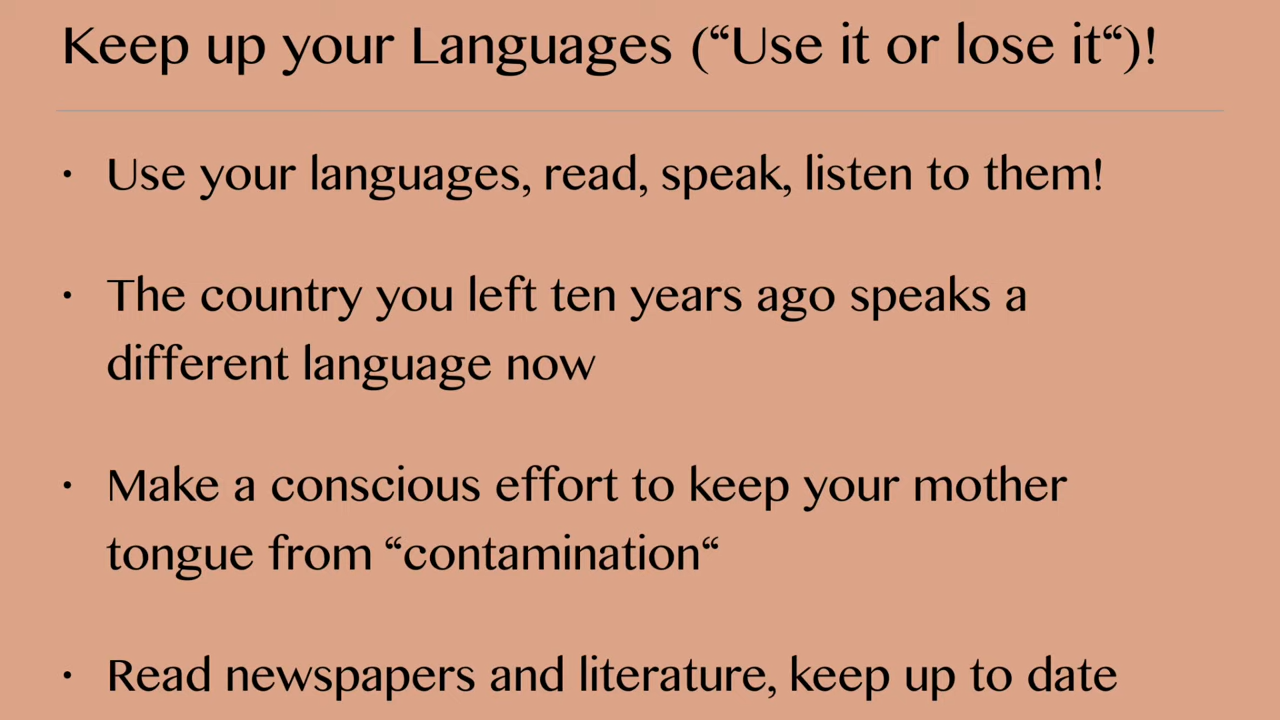 Keep up your Languages (“Use it or lose it“)!
• Use your languages, read, speak, listen to them!
• The country you left ten years ago speaks a
different language now
• Make a conscious effort to keep your mother
tongue from “contamination“
• Read newspapers and literature, keep up to date